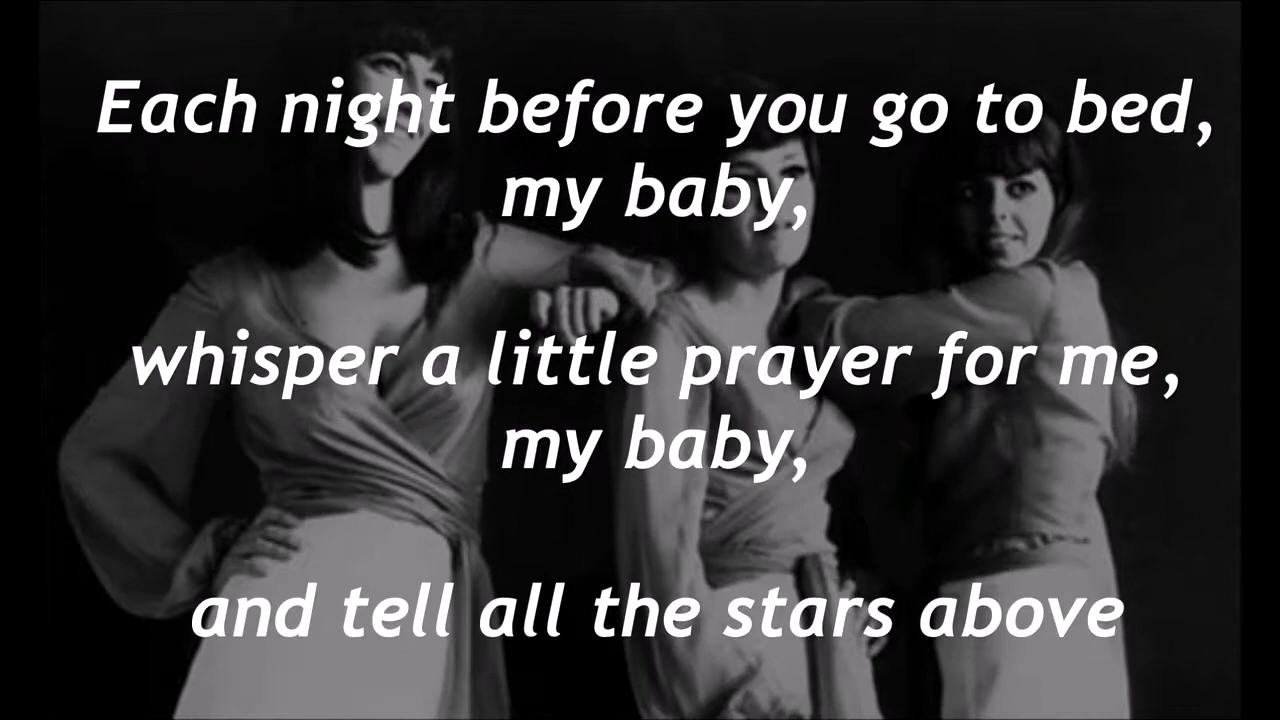 Each night before you go to bed,
my baby,
whisper a little prayer for me,
my baby,
and tell all the stars above